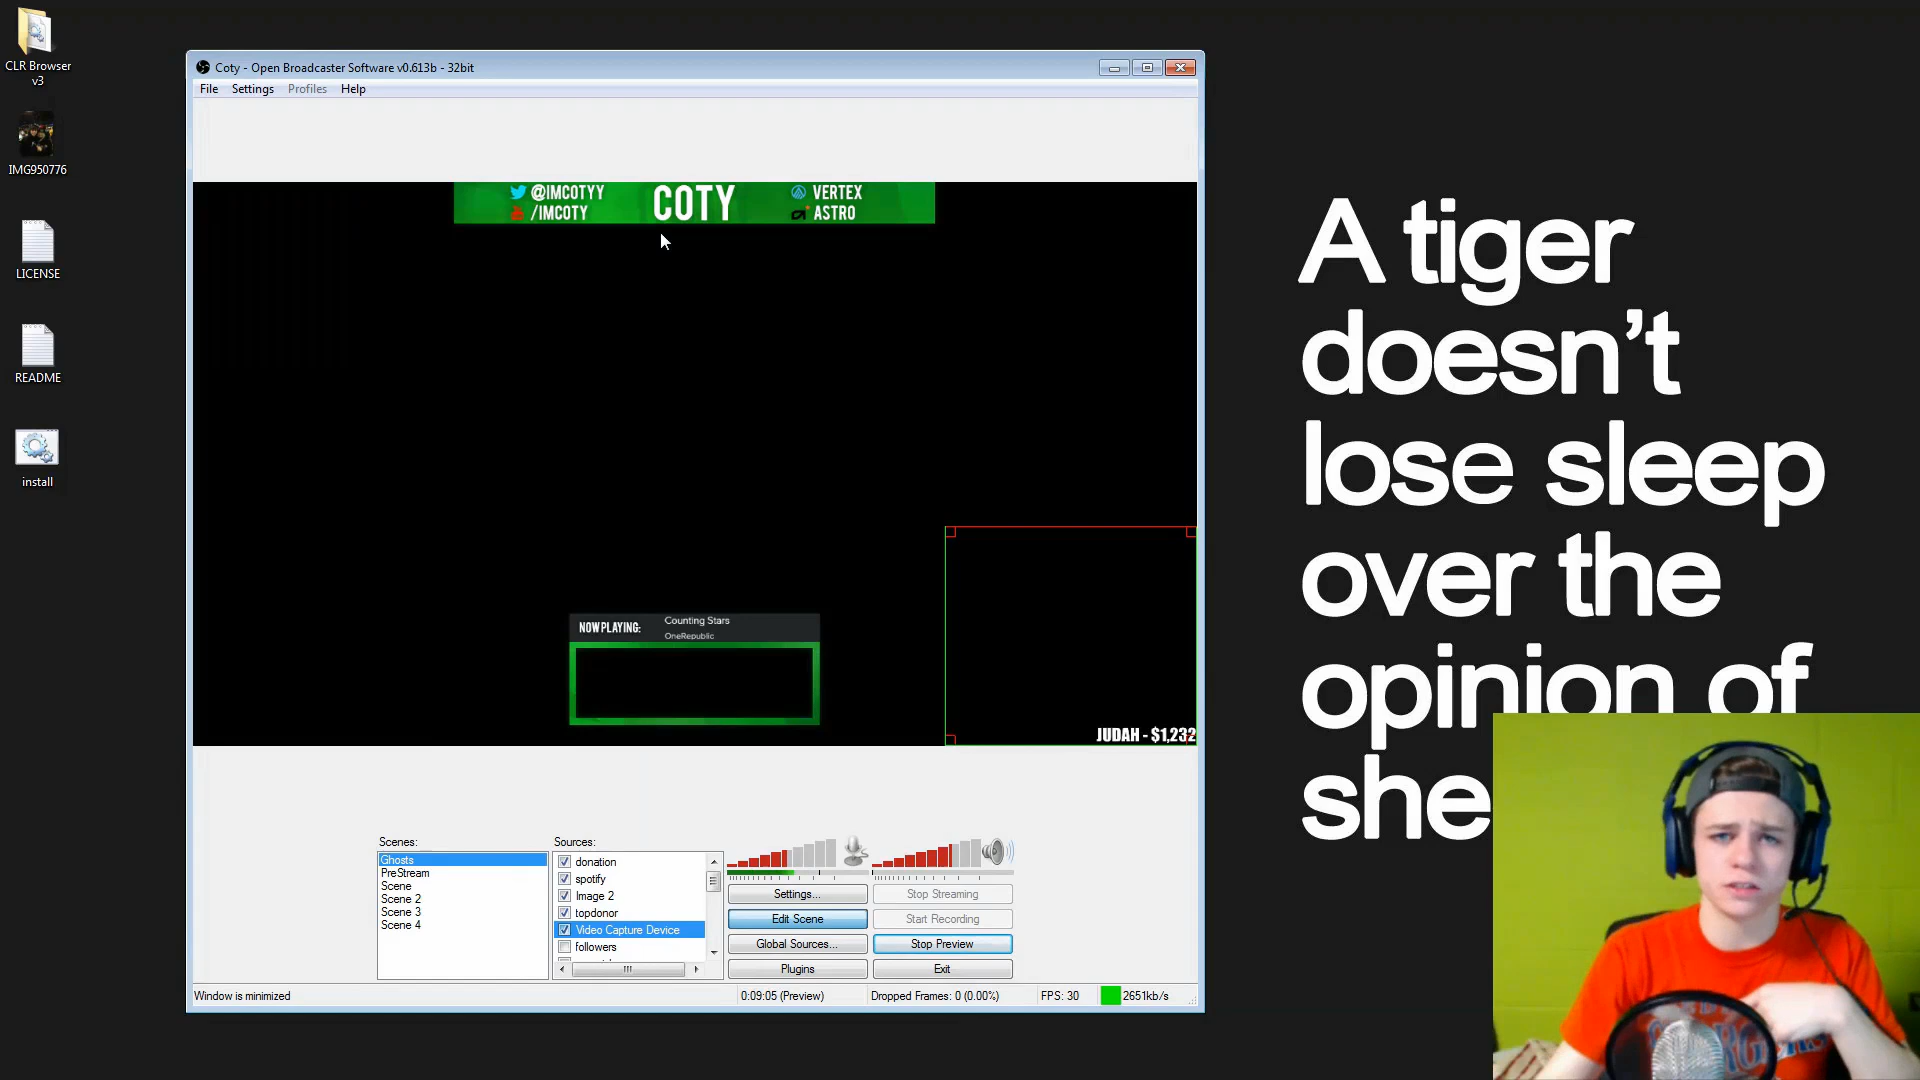 CLR Browser
v3
IMG950776
LICENSE
README
install
Coty - Open Broadcaster Software v0.613b - 32bit
File Settings Profiles Help
@IMCOTYY
/IMCOTY
COTY
VERTEX
ASTRO
NOW PLAYING:
Counting Stars
OneRepublic
JUDAH - $1,232
Scenes:
Ghosts
PreStream
Scene
Scene 2
Scene 3
Scene 4
Sources:
donation
spotify
Image 2
topdonor
Video Capture Device
followers
Settings...
Stop Streaming
Edit Scene
Start Recording
Global Sources...
Stop Preview
Plugins
Exit
Window is minimized
0:09:05 (Preview)
Dropped Frames: 0 (0.00%)
FPS: 30
2651kb/s
A tiger
doesn’t
lose sleep
over the
opinion of
she